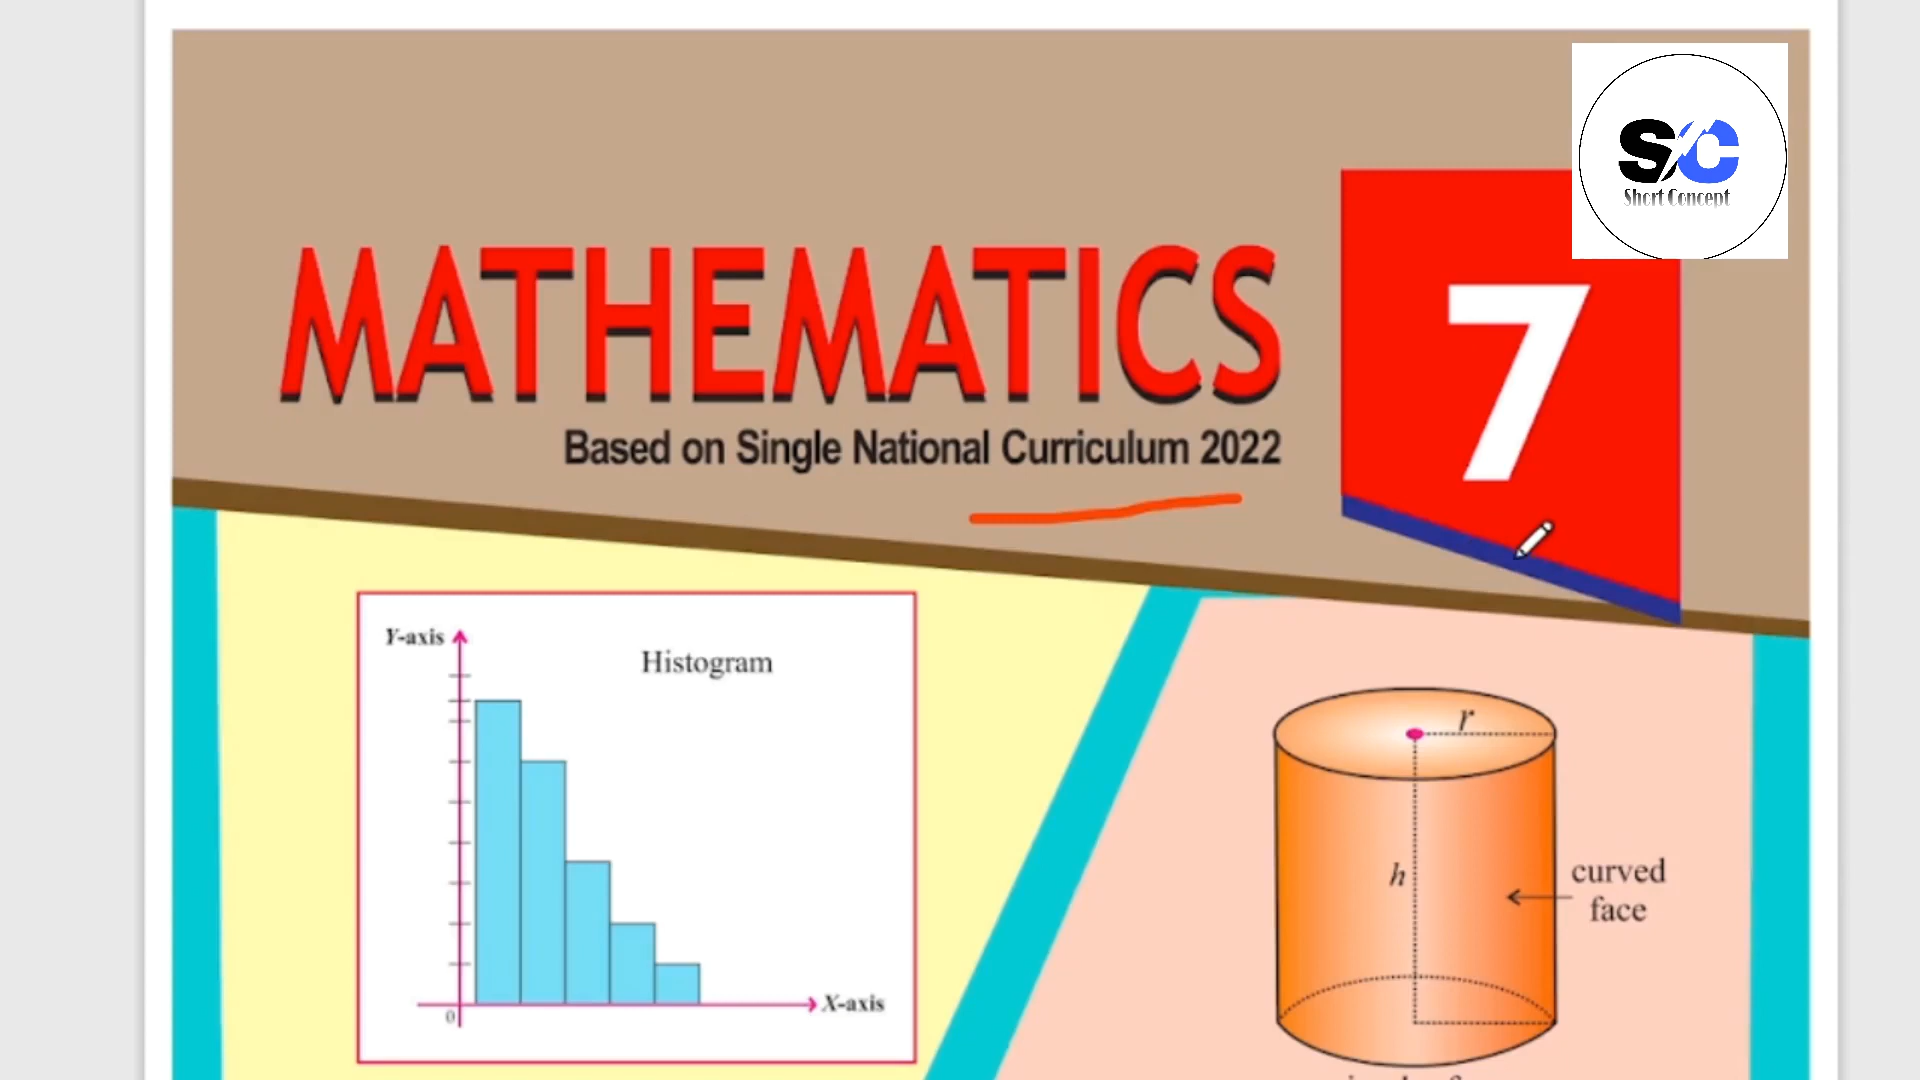 S/C
Short Concept
MATHEMATICS
7
Based on Single National Curriculum 2022
Y-axis
Histogram
0
X-axis
r
h
curved
face